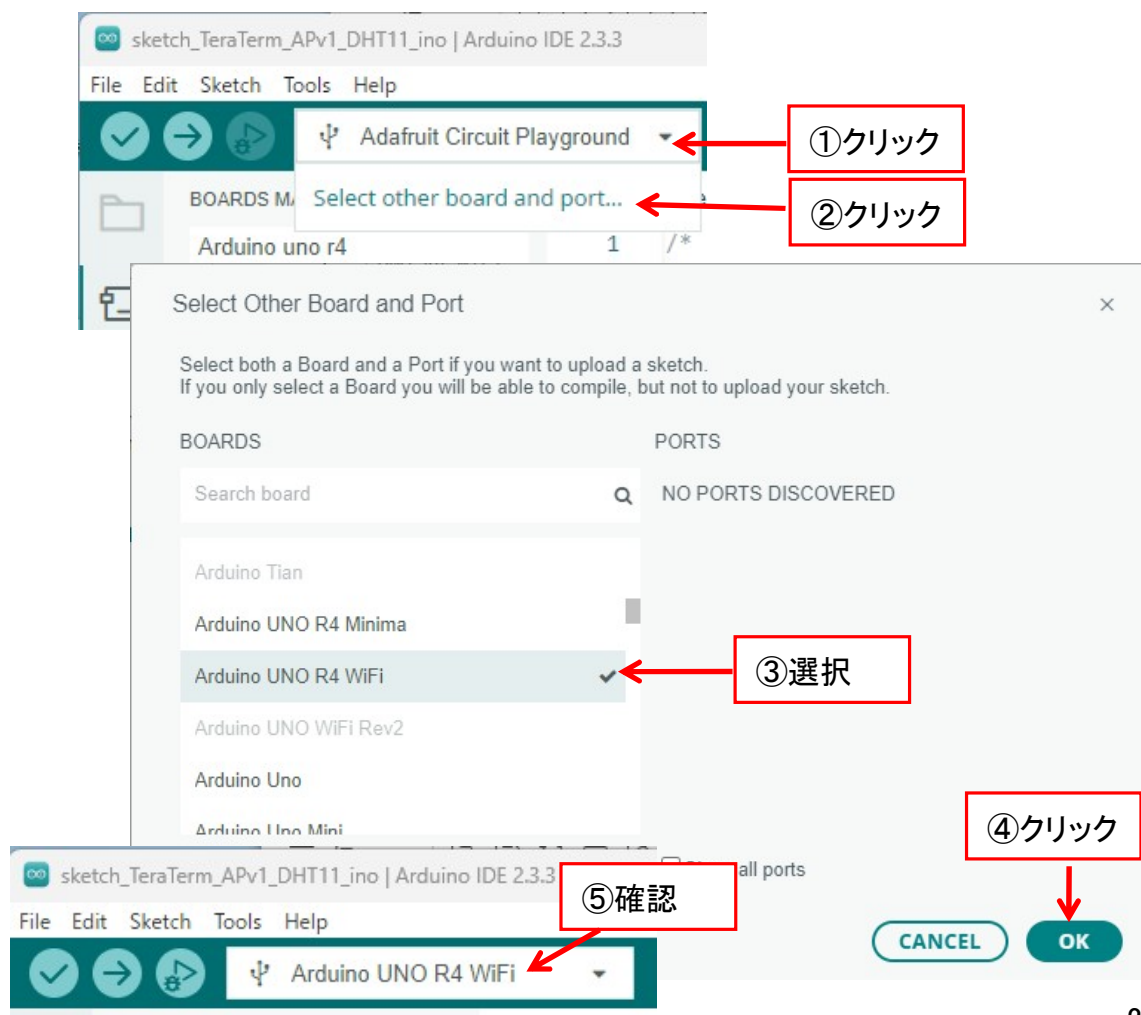 sketch_TeraTerm_APv1_DHT11_ino | Arduino IDE 2.3.3
File Edit Sketch Tools Help
Adafruit Circuit Playground
①クリック
BOARDS MA
Select other board and port...
②クリック
Arduino uno r4
1 /*
Select Other Board and Port
Select both a Board and a Port if you want to upload a sketch.
If you only select a Board you will be able to compile, but not to upload your sketch.
BOARDS
PORTS
Search board
NO PORTS DISCOVERED
Arduino Tian
Arduino UNO R4 Minima
Arduino UNO R4 WiFi
③選択
Arduino UNO WiFi Rev2
Arduino Uno
Arduino Uno Mini
④クリック
all ports
sketch_TeraTerm_APv1_DHT11_ino | Arduino IDE 2.3.3
⑤確認
File Edit Sketch Tools Help
CANCEL
OK
Arduino UNO R4 WiFi